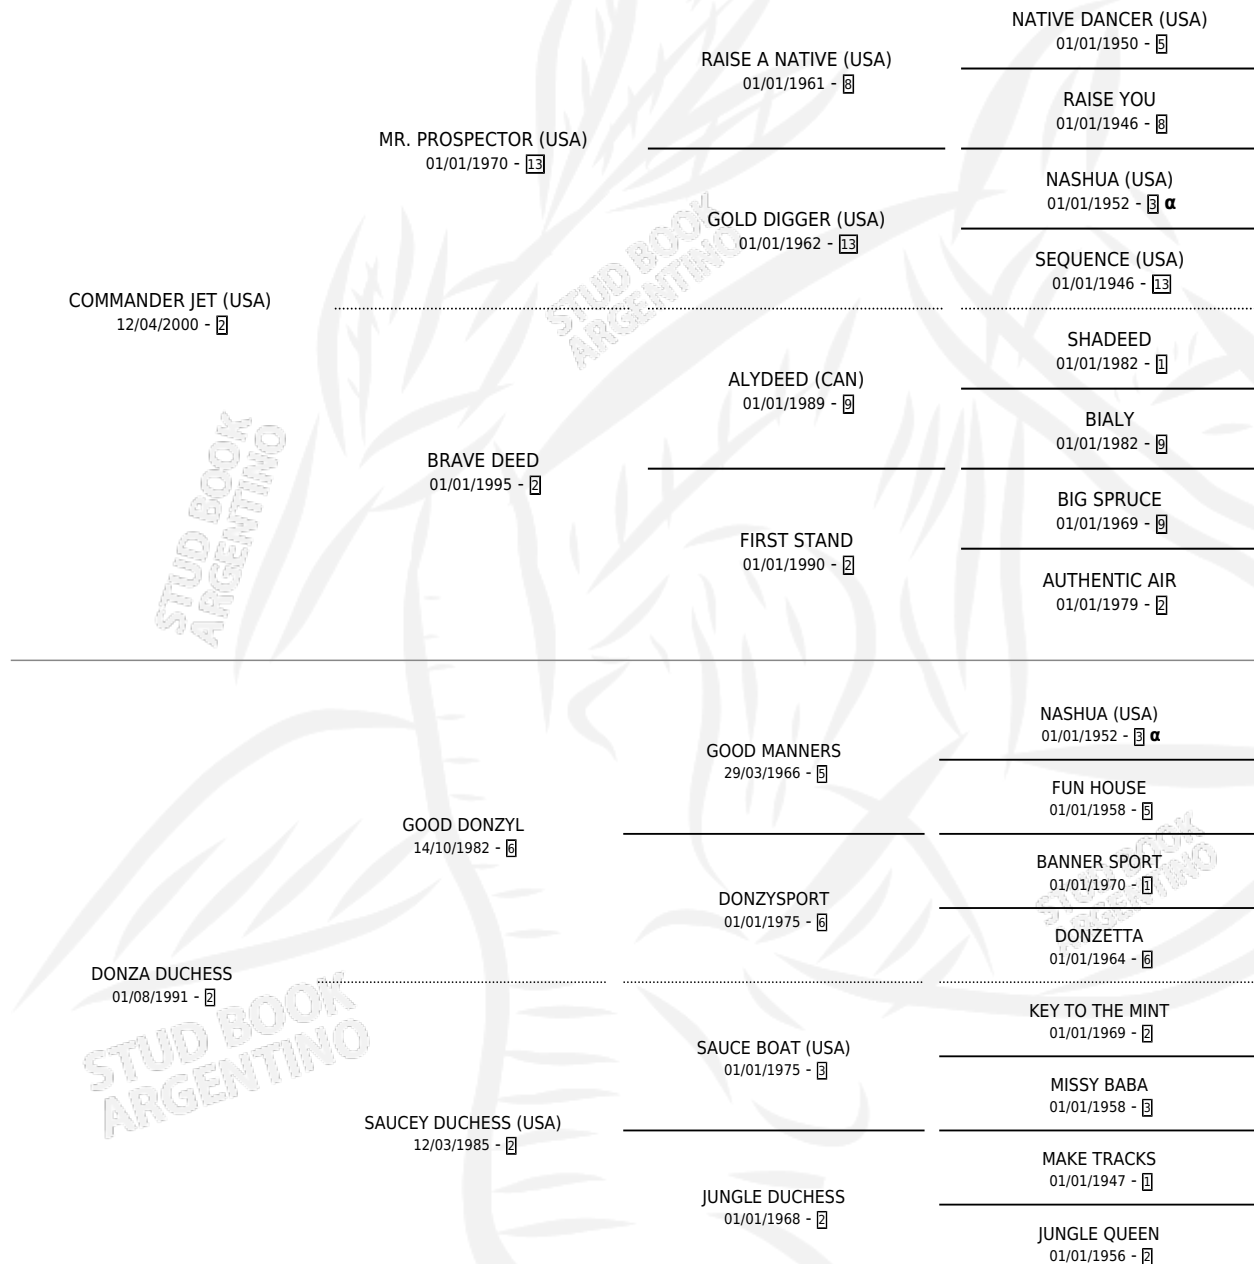 NATIVE DANCER (USA)
01/01/1950 - 5
RAISE A NATIVE (USA)
01/01/1961 - 8
RAISE YOU
01/01/1946 - 8
MR. PROSPECTOR (USA)
01/01/1970 - 13
NASHUA (USA)
01/01/1952 - 3 α
GOLD DIGGER (USA)
01/01/1962 - 13
SEQUENCE (USA)
01/01/1946 - 13
COMMANDER JET (USA)
12/04/2000 - 2
SHADEED
01/01/1982 - 1
ALYDEED (CAN)
01/01/1989 - 9
BIALY
01/01/1982 - 9
BRAVE DEED
01/01/1995 - 2
BIG SPRUCE
01/01/1969 - 9
FIRST STAND
01/01/1990 - 2
AUTHENTIC AIR
01/01/1979 - 2
NASHUA (USA)
01/01/1952 - 3 α
GOOD MANNERS
29/03/1966 - 5
FUN HOUSE
01/01/1958 - 5
GOOD DONZYL
14/10/1982 - 6
BANNER SPORT
01/01/1970 - 1
DONZYSPORT
01/01/1975 - 6
DONZETTA
01/01/1964 - 6
DONZA DUCHESS
01/08/1991 - 2
KEY TO THE MINT
01/01/1969 - 2
SAUCE BOAT (USA)
01/01/1975 - 3
MISSY BABA
01/01/1958 - 3
SAUCEY DUCHESS (USA)
12/03/1985 - 2
MAKE TRACKS
01/01/1947 - 1
JUNGLE DUCHESS
01/01/1968 - 2
JUNGLE QUEEN
01/01/1956 - 2
STUD BOOK
ARGENTINO
STUD BOOK
ARGENTINO
STUD BOOK
ARGENTINO
STUD BOOK
ARGENTINO